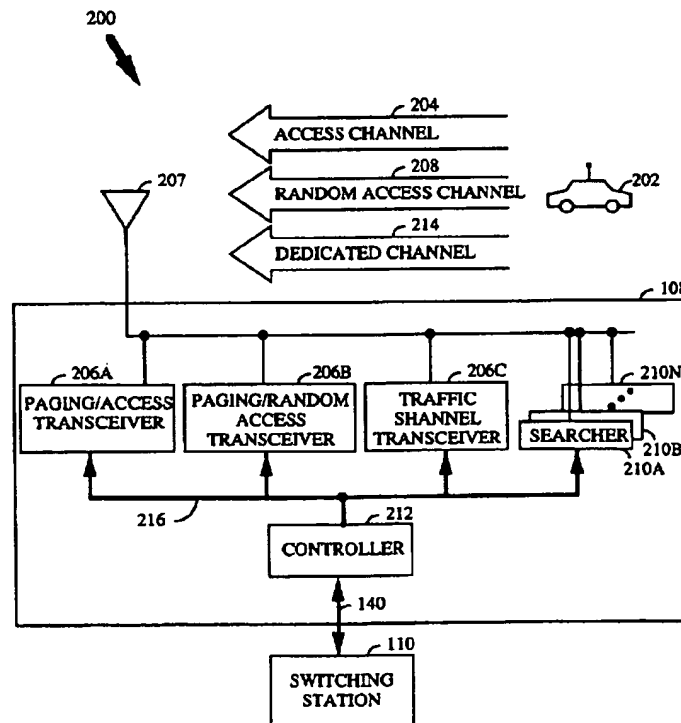 200
204
ACCESS CHANNEL
207
208
202
RANDOM ACCESS CHANNEL
214
DEDICATED CHANNEL
108
206A
206B
206C
210N
PAGING/ACCESS
TRANSCEIVER
PAGING/RANDOM
ACCESS
TRANSCEIVER
TRAFFIC
SHANNEL
TRANSCEIVER
SEARCHER
210B
210A
216
212
CONTROLLER
140
110
SWITCHING
STATION